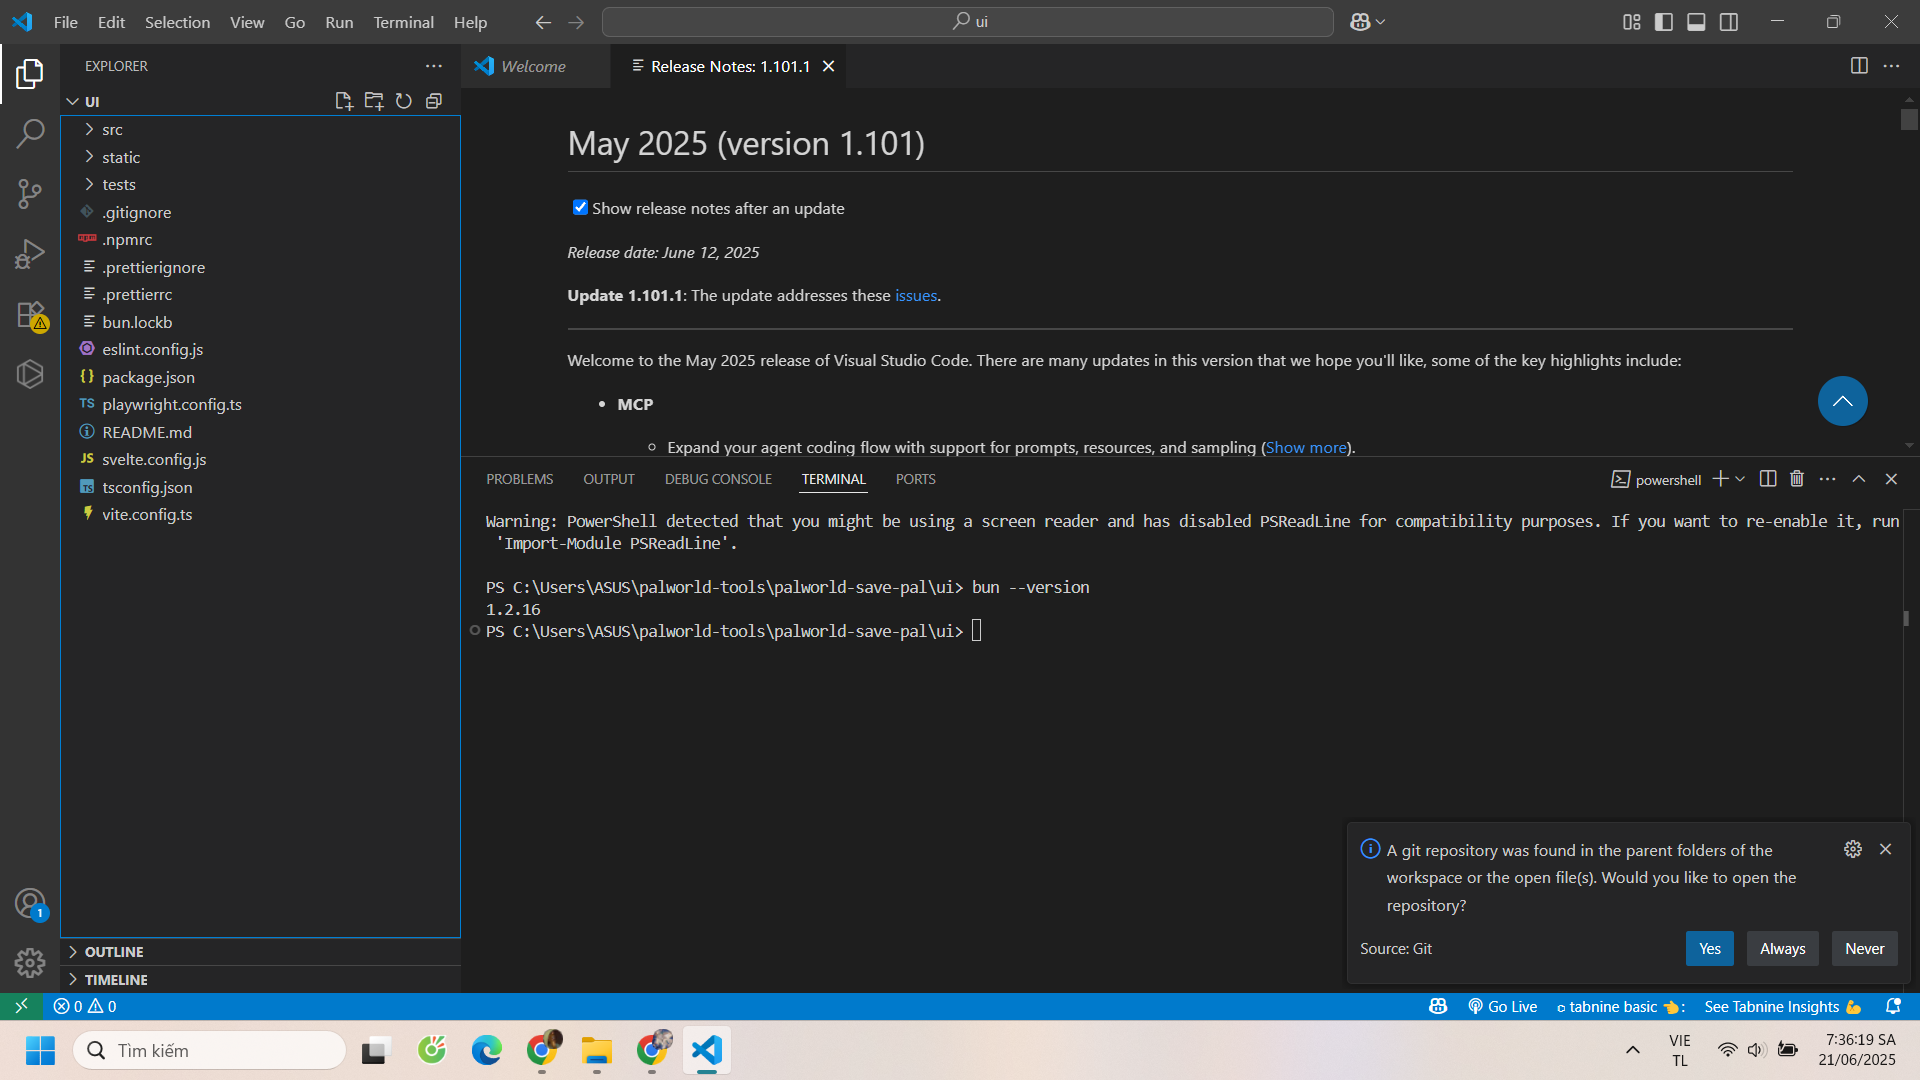 File Edit Selection View Go Run Terminal Help
ui
EXPLORER
UI
src
static
tests
.gitignore
.npmrc
.prettierignore
.prettierrc
bun.lockb
eslint.config.js
package.json
TS playwright.config.ts
README.md
JS svelte.config.js
TS tsconfig.json
vite.config.ts
OUTLINE
TIMELINE
1
Welcome
Release Notes: 1.101.1
May 2025 (version 1.101)
Show release notes after an update
Release date: June 12, 2025
Update 1.101.1: The update addresses these issues.
Welcome to the May 2025 release of Visual Studio Code. There are many updates in this version that we hope you'll like, some of the key highlights include:
• MCP
Expand your agent coding flow with support for prompts, resources, and sampling (Show more).
PROBLEMS OUTPUT DEBUG CONSOLE TERMINAL PORTS
powershell
Warning: PowerShell detected that you might be using a screen reader and has disabled PSReadLine for compatibility purposes. If you want to re-enable it, run
'Import-Module PSReadLine'.
PS C:\Users\ASUS\palworld-tools\palworld-save-pal\ui> bun --version
1.2.16
PS C:\Users\ASUS\palworld-tools\palworld-save-pal\ui>
A git repository was found in the parent folders of the
workspace or the open file(s). Would you like to open the
repository?
Source: Git
Yes Always Never
0 0
Go Live
tabnine basic 👈:
See Tabnine Insights 💪
Tìm kiếm
VIE
TL
7:36:19 SA
21/06/2025